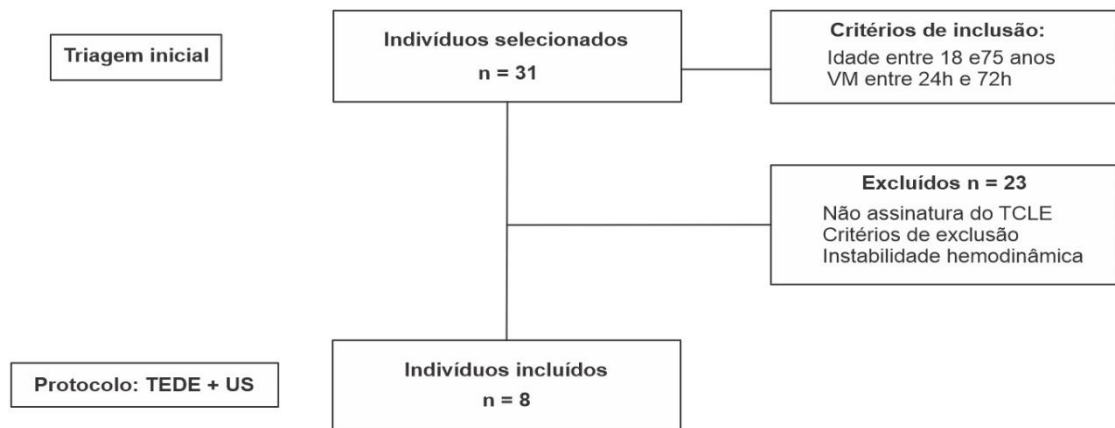 Triagem inicial
Indivíduos selecionados
n = 31
Critérios de inclusão:
Idade entre 18 e75 anos
VM entre 24h e 72h
Excluídos n = 23
Não assinatura do TCLE
Critérios de exclusão
Instabilidade hemodinâmica
Protocolo: TEDE + US
Indivíduos incluídos
n = 8